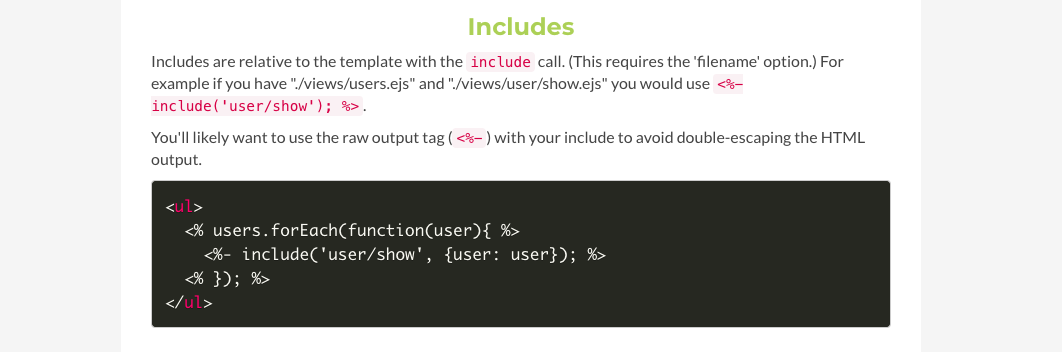 Includes
Includes are relative to the template with the include call. (This requires the 'filename' option.) For
example if you have "./views/users.ejs" and "./views/user/show.ejs" you would use <%-
include('user/show'); %>.
You'll likely want to use the raw output tag (<%-) with your include to avoid double-escaping the HTML
output.
<ul>
  <% users.forEach(function(user){ %>
    <%- include('user/show', {user: user}); %>
  <% }); %>
</ul>